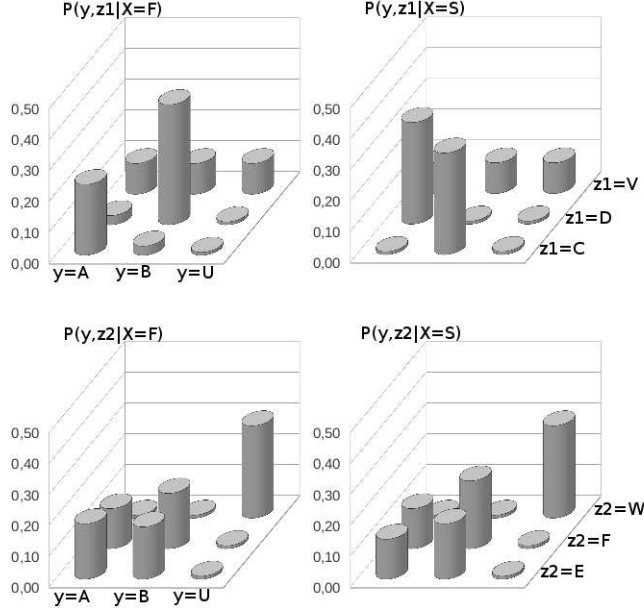 P(y,z1|X=F)
P(y,z1|X=S)
0,50
0,40
0,30
0,20
0,10
0,00
y=A y=B y=U
0,50
0,40
0,30
0,20
0,10
0,00
z1=V
z1=D
z1=C
P(y,z2|X=F)
P(y,z2|X=S)
0,50
0,40
0,30
0,20
0,10
0,00
y=A y=B y=U
0,50
0,40
0,30
0,20
0,10
0,00
z2=W
z2=F
z2=E